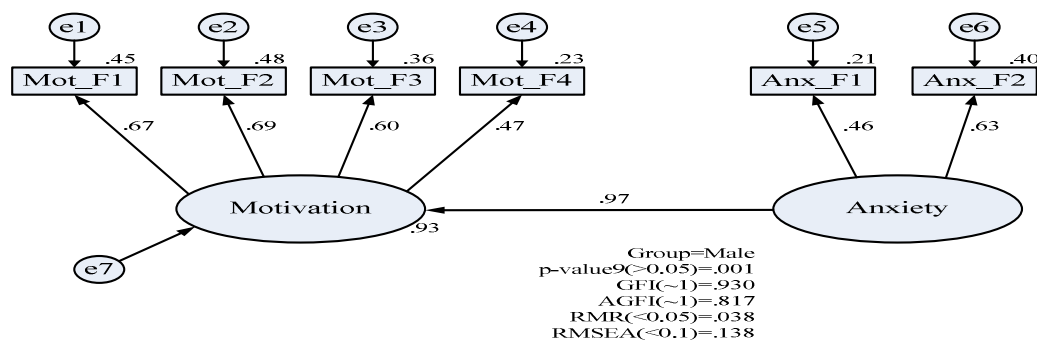 e1 e2 e3 e4 e5 e6
.45 .48 .36 .23 .21 .40
Mot_F1 Mot_F2 Mot_F3 Mot_F4 Anx_F1 Anx_F2
.67 .69 .60 .47 .46 .63
Motivation .97 Anxiety
.93
e7
Group=Male
p-value9(>0.05)=.001
GFI(~1)=.930
AGFI(~1)=.817
RMR(<0.05)=.038
RMSEA(<0.1)=.138